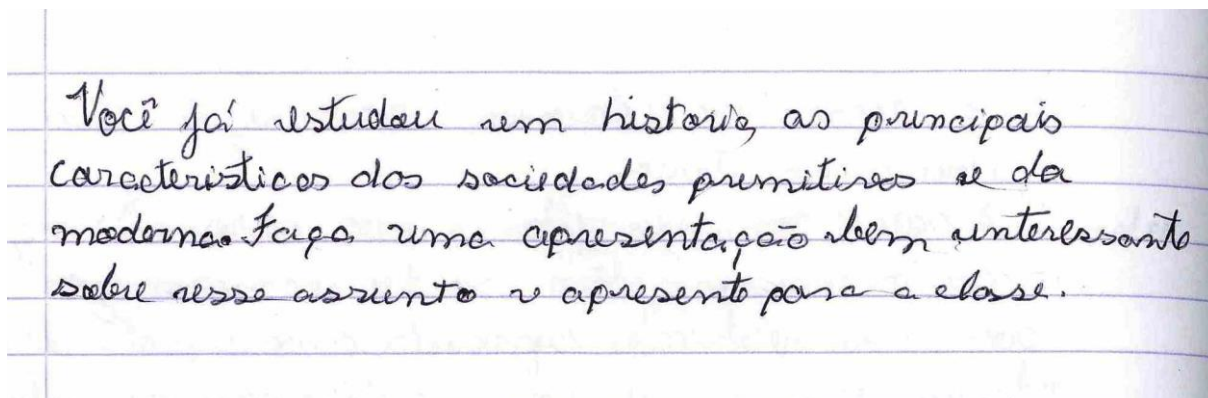 Você já estudou em historia, as principais
caracteristicas das sociedades primitivas e da
moderna. Faça uma apresentação bem interessante
sobre esse assunto e apresente para a classe.